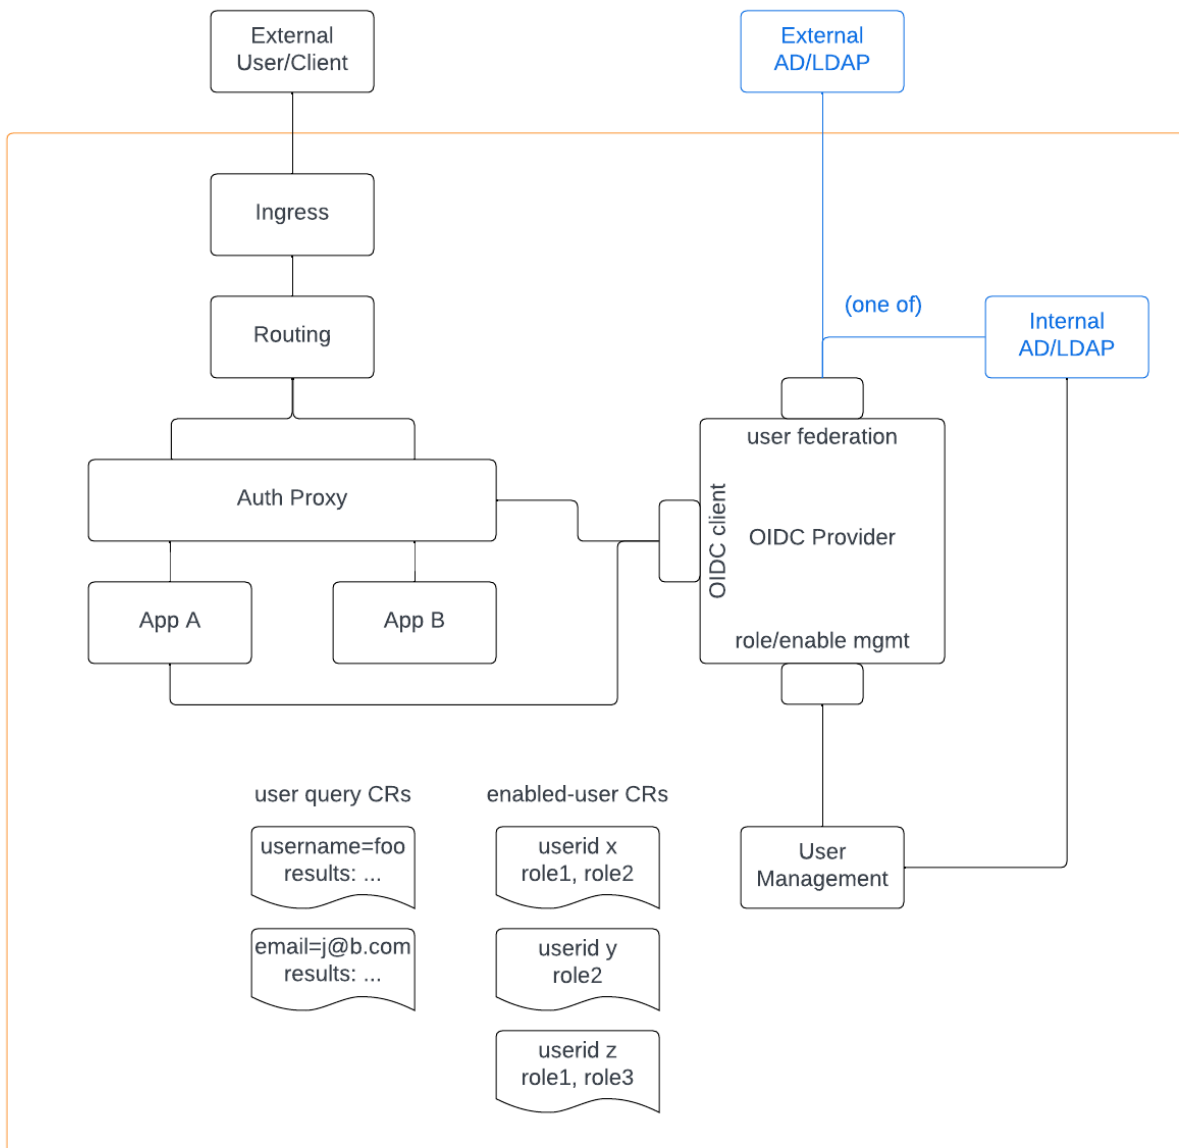 External
User/Client
External
AD/LDAP
Ingress
(one of)
Routing
Internal
AD/LDAP
user federation
Auth Proxy
OIDC client
OIDC Provider
App A
App B
role/enable mgmt
user query CRs
enabled-user CRs
username=foo
results: ...
userid x
role1, role2
User
Management
email=j@b.com
results: ...
userid y
role2
userid z
role1, role3